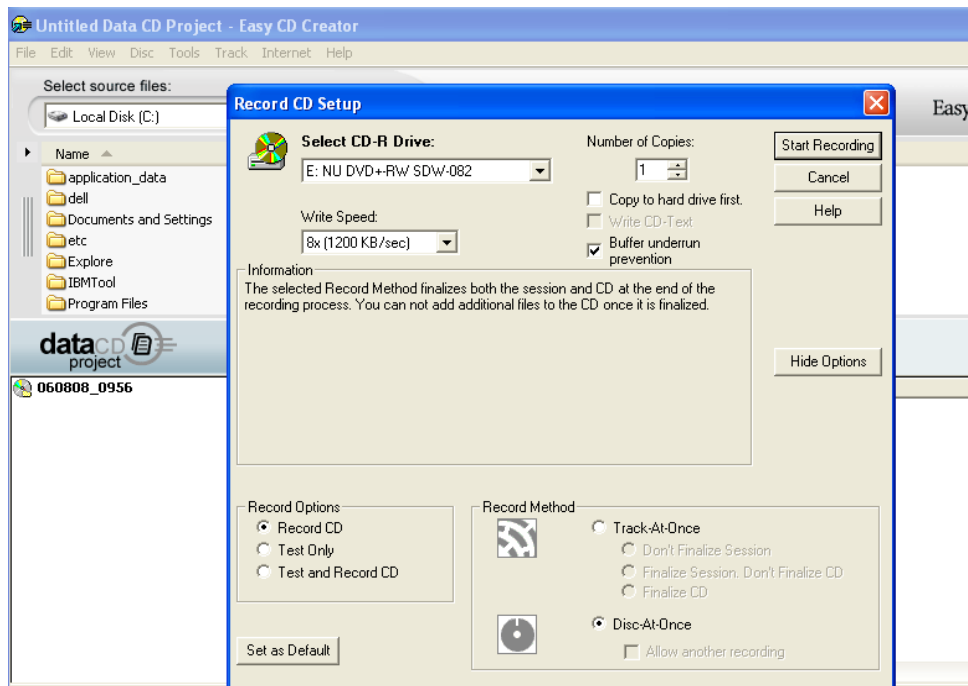 Untitled Data CD Project - Easy CD Creator
File Edit View Disc Tools Track Internet Help
Select source files:
Local Disk (C:)
Name
application_data
dell
Documents and Settings
etc
Explore
IBMTool
Program Files
datacD
project
060808_0956
Easy
Record CD Setup
Select CD-R Drive:
E: NU DVD+-RW SDW-082
Write Speed:
8x (1200 KB/sec)
Number of Copies:
1
Copy to hard drive first.
Write CD-Text
Buffer underrun
prevention
Start Recording
Cancel
Help
Information
The selected Record Method finalizes both the session and CD at the end of the
recording process. You can not add additional files to the CD once it is finalized.
Hide Options
Record Options
Record CD
Test Only
Test and Record CD
Record Method
Track-At-Once
Don't Finalize Session
Finalize Session. Don't Finalize CD
Finalize CD
Disc-At-Once
Allow another recording
Set as Default